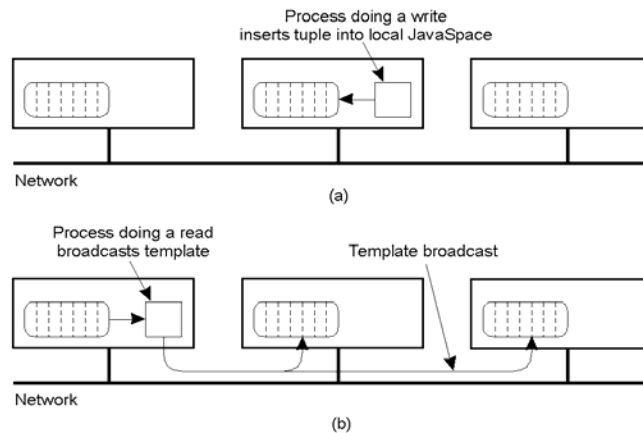 Process doing a write
inserts tuple into local JavaSpace
Network
(a)
Process doing a read
broadcasts template
Template broadcast
Network
(b)